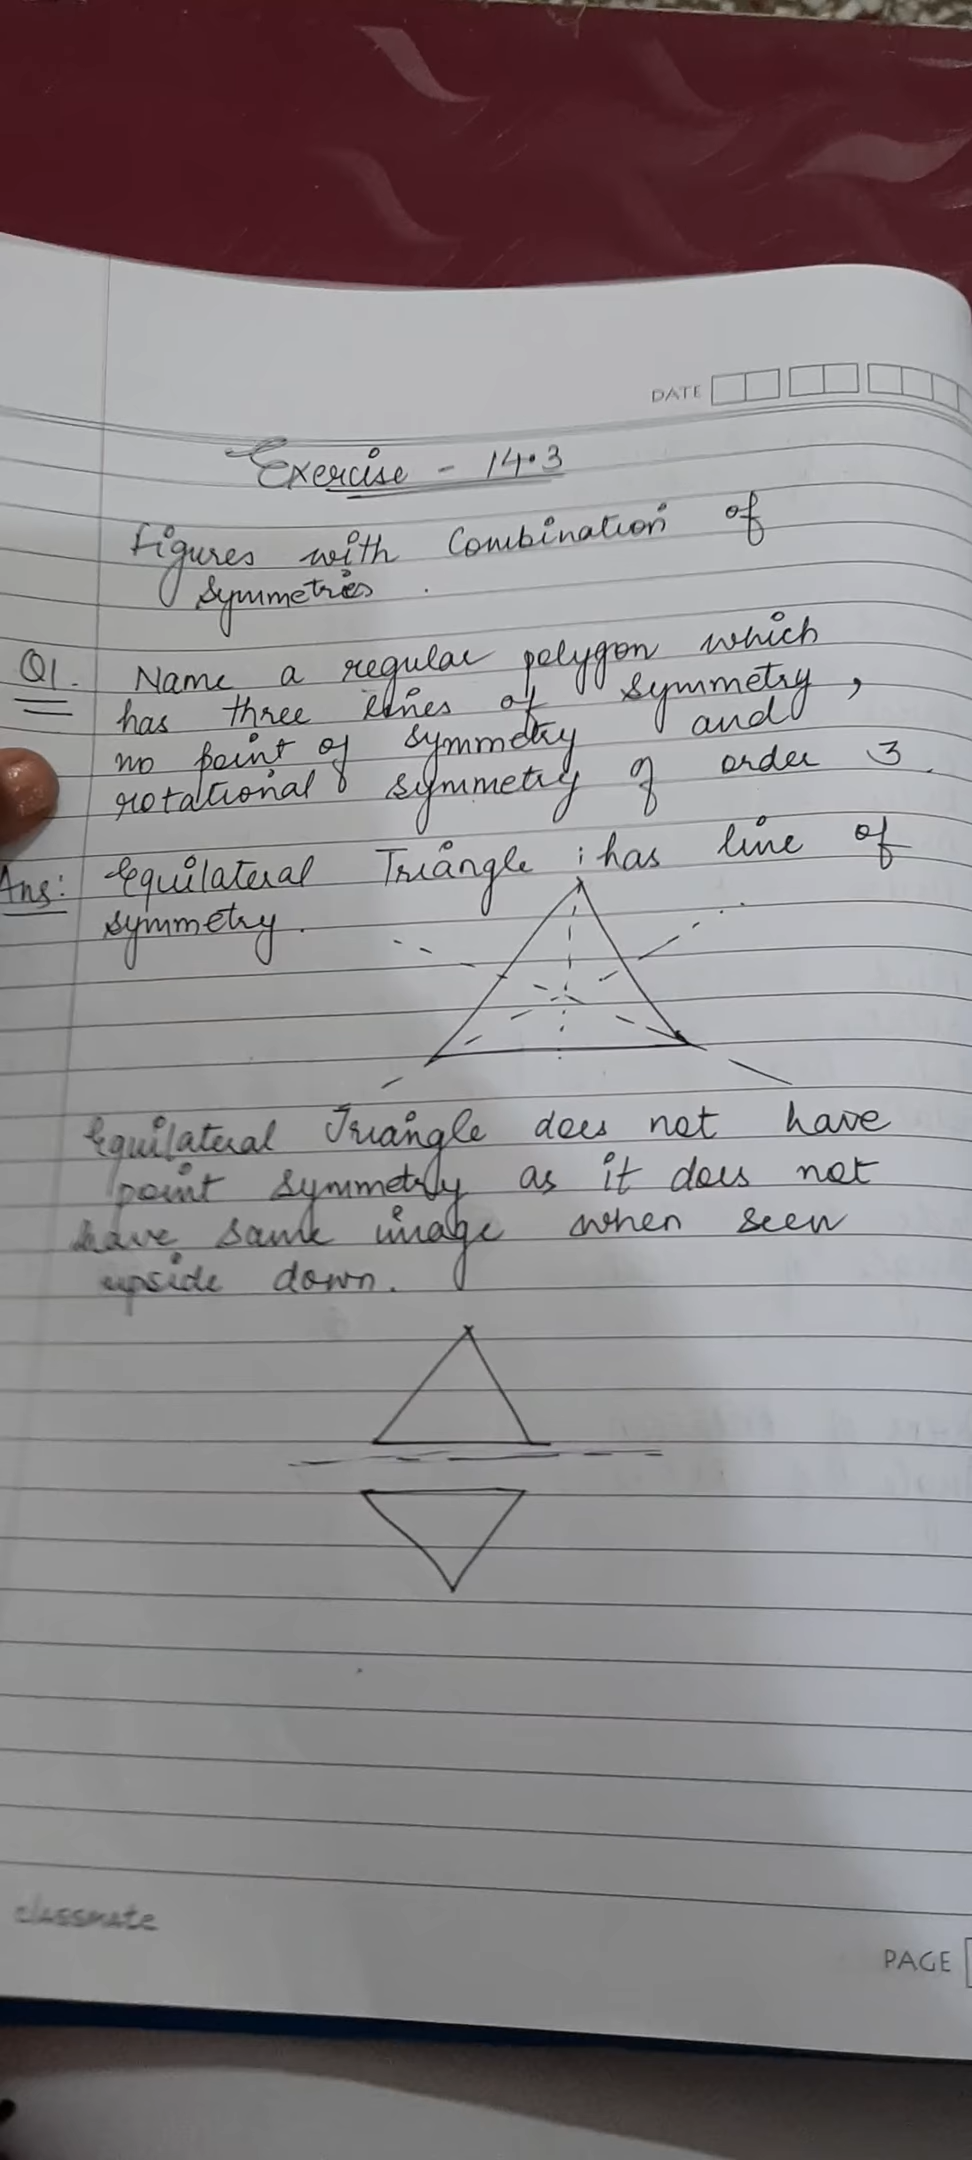 DATE
Exercise - 14.3
Figures with Combination of
Symmetries.
Q1. Name a regular polygon which
has three lines of symmetry,
no point of symmetry and
rotational symmetry of order 3.
Ans: Equilateral Triangle : has line of
symmetry.
Equilateral Triangle does not have
point symmetry as it does not
have same image when seen
upside down.
classmate
PAGE